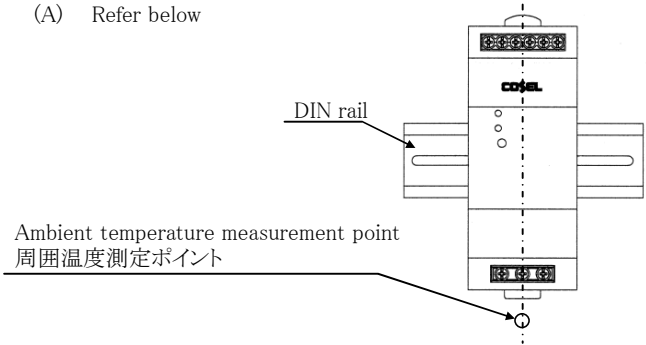 (A) Refer below
COSEL
DIN rail
Ambient temperature measurement point
周囲温度測定ポイント